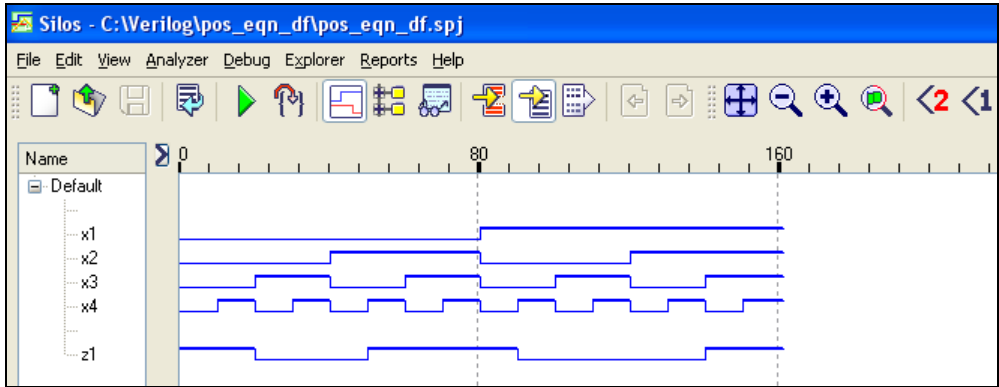 Silos - C:\Verilog\pos_eqn_df\pos_eqn_df.spj
File Edit View Analyzer Debug Explorer Reports Help
2 1
Name 0 80 160
Default
x1
x2
x3
x4
z1